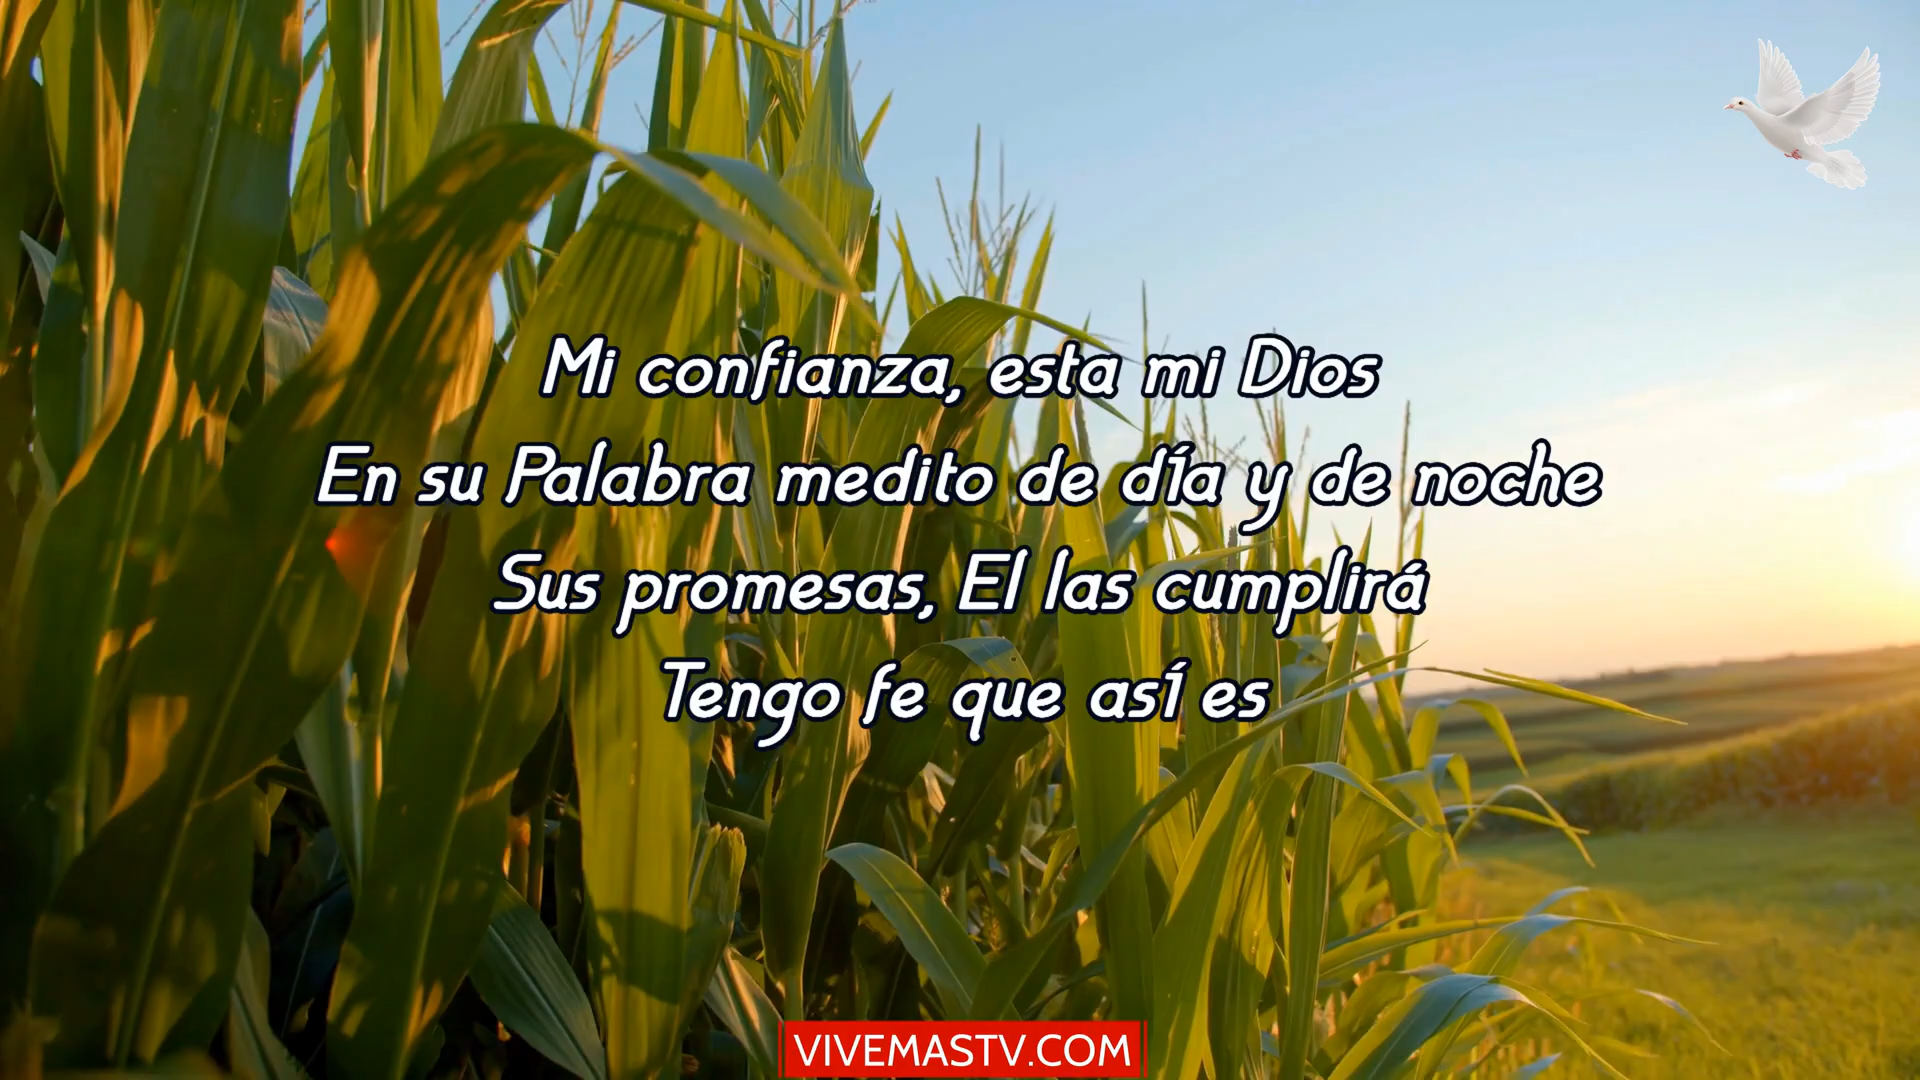 Mi confianza, esta mi Dios
En su Palabra medito de día y de noche
Sus promesas, El las cumplirá
Tengo fe que así es
VIVEMASTV.COM